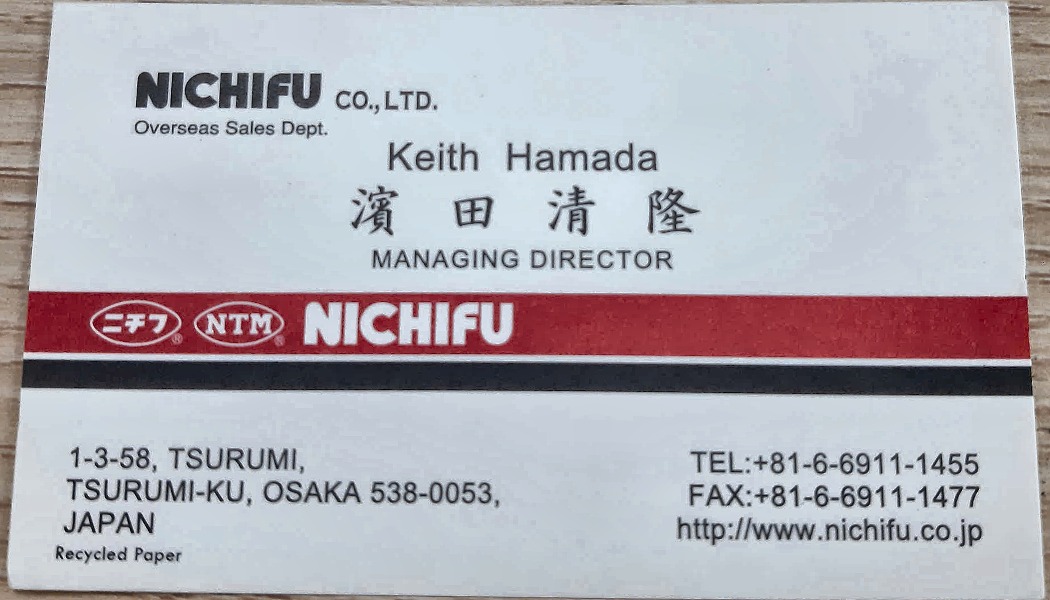 NICHIFU CO.,LTD.
Overseas Sales Dept.
Keith Hamada
濱田清隆
MANAGING DIRECTOR
ニチフ® NTM® NICHIFU
1-3-58, TSURUMI,
TSURUMI-KU, OSAKA 538-0053,
JAPAN
Recycled Paper
TEL:+81-6-6911-1455
FAX:+81-6-6911-1477
http://www.nichifu.co.jp